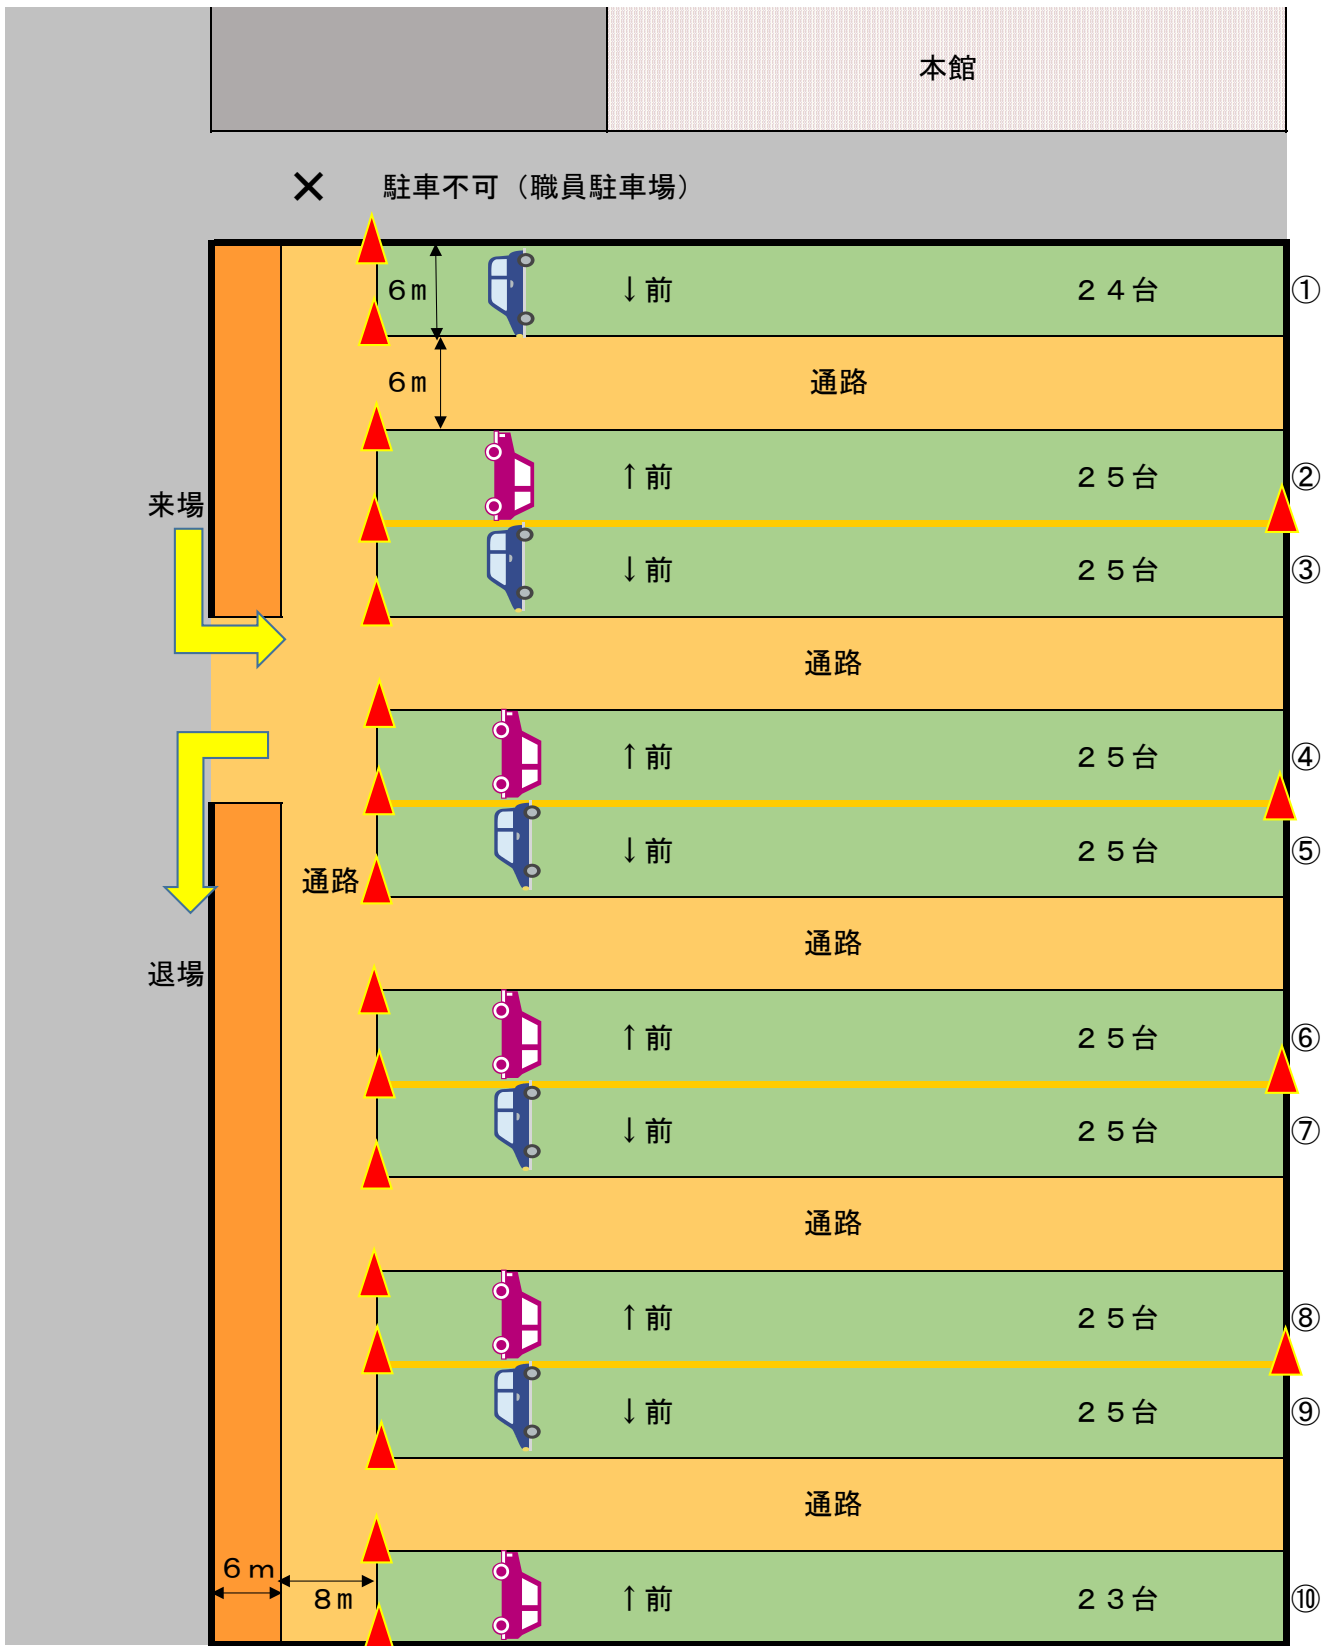 本館
× 駐車不可（職員駐車場）
６ｍ ↓前 ２４台 ①
６ｍ 通路
↑前 ２５台 ②
来場
↓前 ２５台 ③
通路
↑前 ２５台 ④
↓前 ２５台 ⑤
通路
通路
退場
↑前 ２５台 ⑥
↓前 ２５台 ⑦
通路
↑前 ２５台 ⑧
↓前 ２５台 ⑨
通路
６ｍ
８ｍ ↑前 ２３台 ⑩